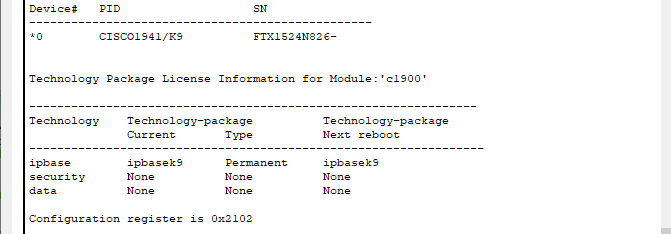 Device#   PID                   SN
-------------------------------------------------
*0        CISCO1941/K9          FTX1524N826-
Technology Package License Information for Module:'c1900'
----------------------------------------------------------------
Technology    Technology-package          Technology-package
              Current       Type          Next reboot
-----------------------------------------------------------------
ipbase        ipbasek9      Permanent     ipbasek9
security      None          None          None
data          None          None          None
Configuration register is 0x2102